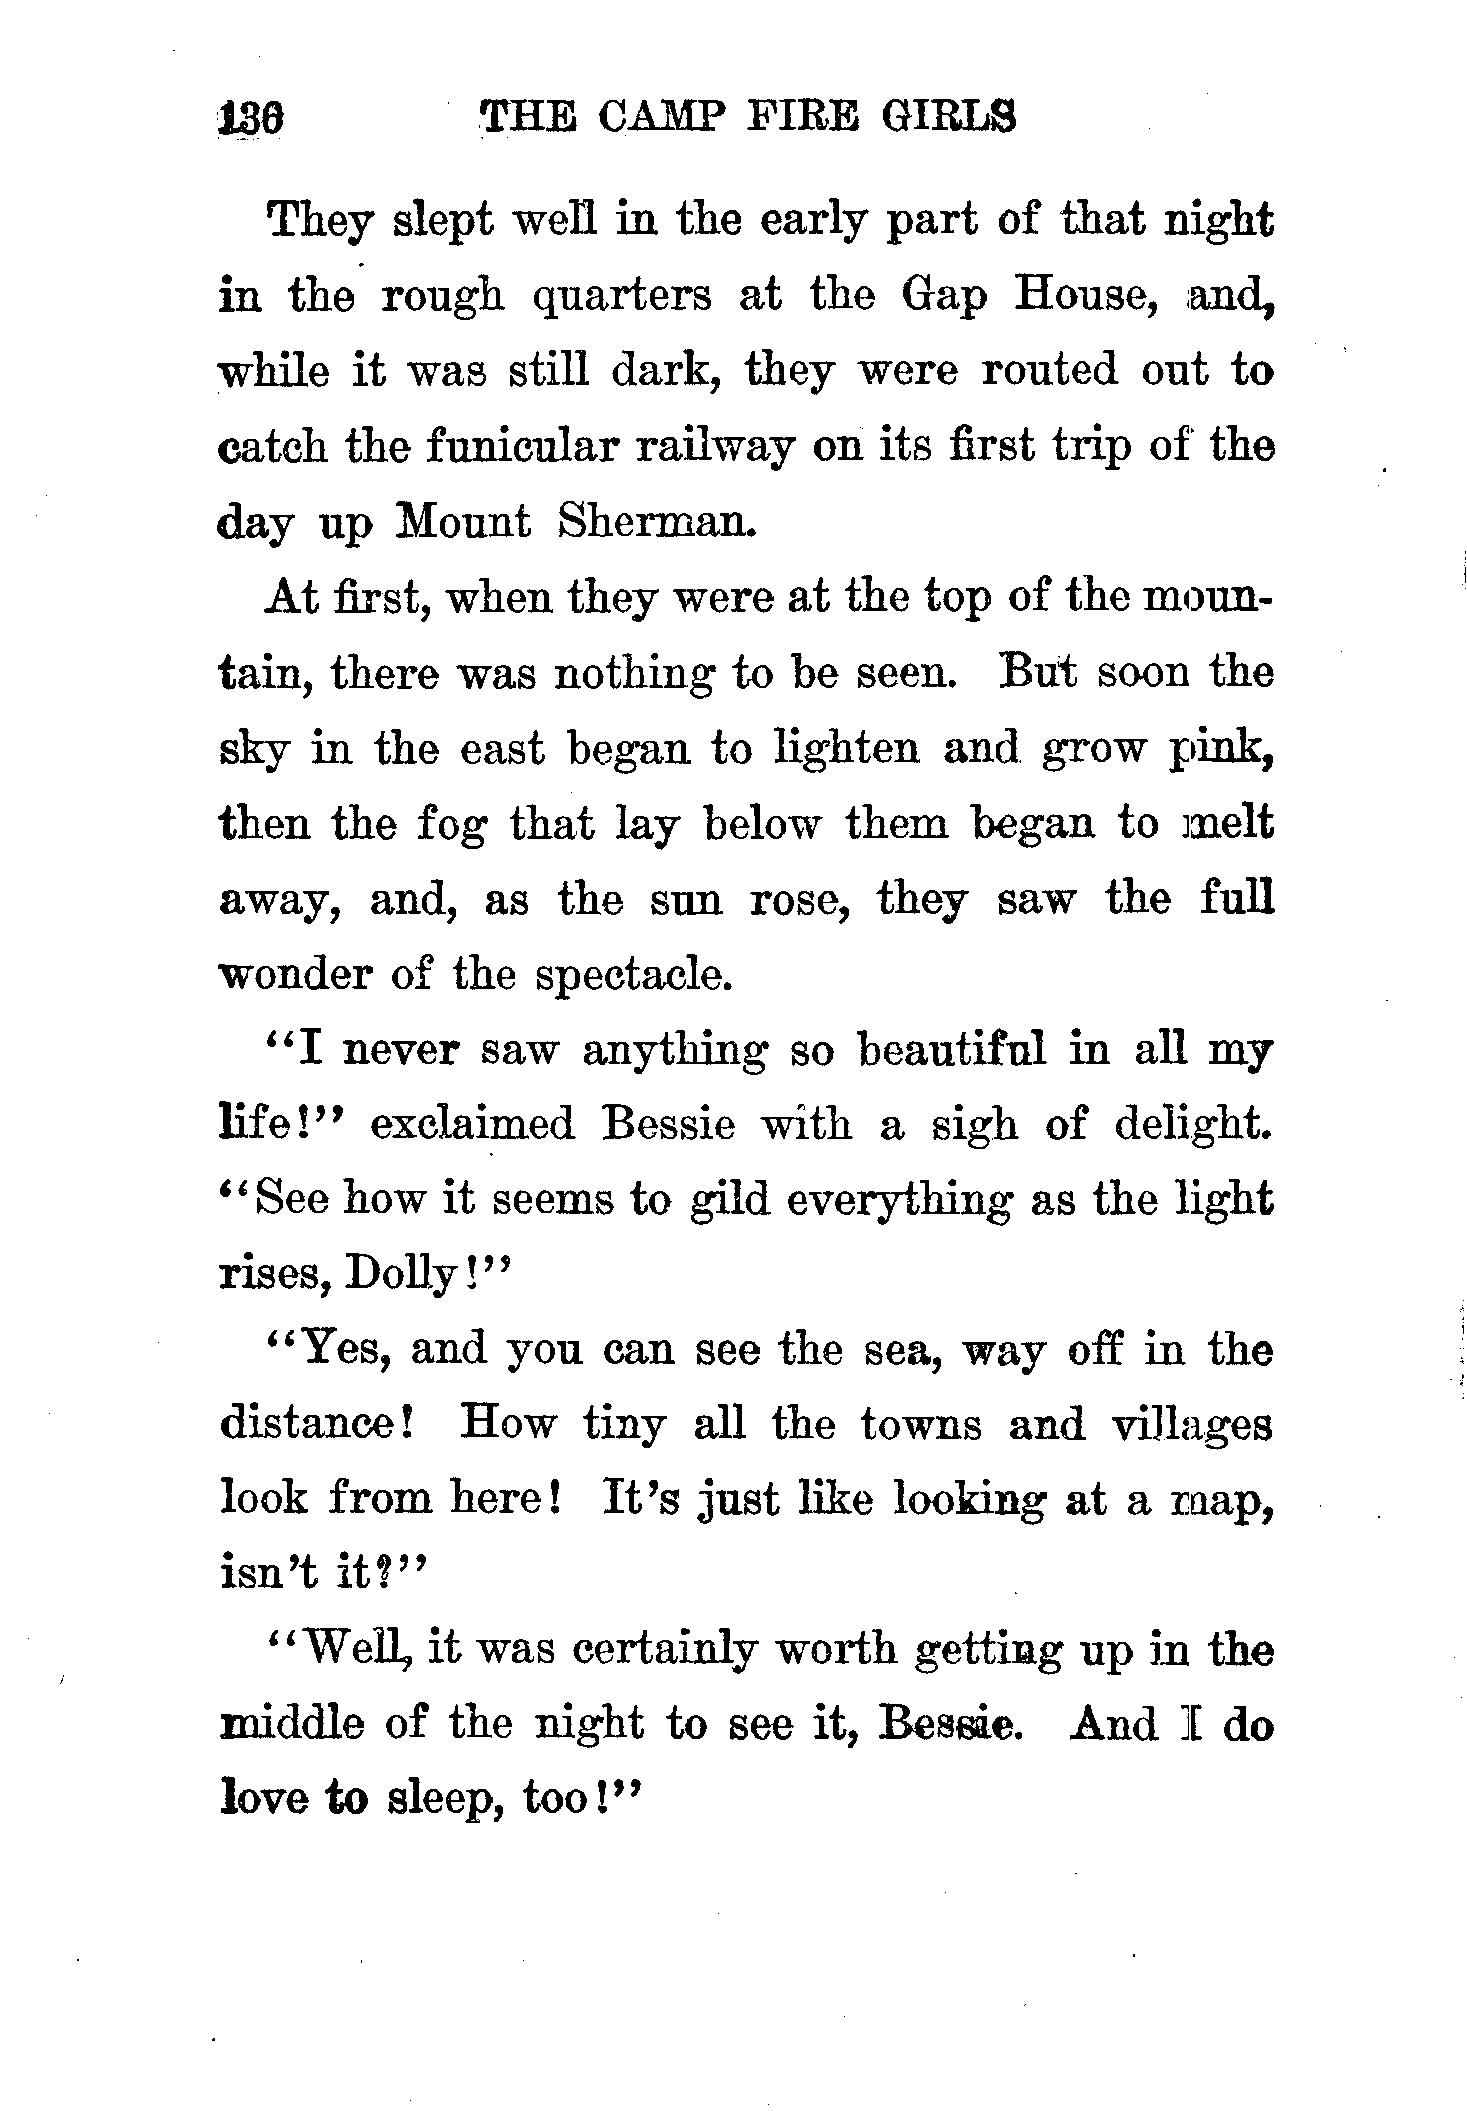 130 THE CAMP FIRE GIRLS
They slept well in the early part of that night
in the rough quarters at the Gap House, and,
while it was still dark, they were routed out to
catch the funicular railway on its first trip of the
day up Mount Sherman.
At first, when they were at the top of the moun-
tain, there was nothing to be seen. But soon the
sky in the east began to lighten and grow pink,
then the fog that lay below them began to melt
away, and, as the sun rose, they saw the full
wonder of the spectacle.
"I never saw anything so beautiful in all my
life!" exclaimed Bessie with a sigh of delight.
"See how it seems to gild everything as the light
rises, Dolly!"
"Yes, and you can see the sea, way off in the
distance! How tiny all the towns and villages
look from here! It's just like looking at a map,
isn't it?"
"Well, it was certainly worth getting up in the
middle of the night to see it, Bessie. And I do
love to sleep, too!"